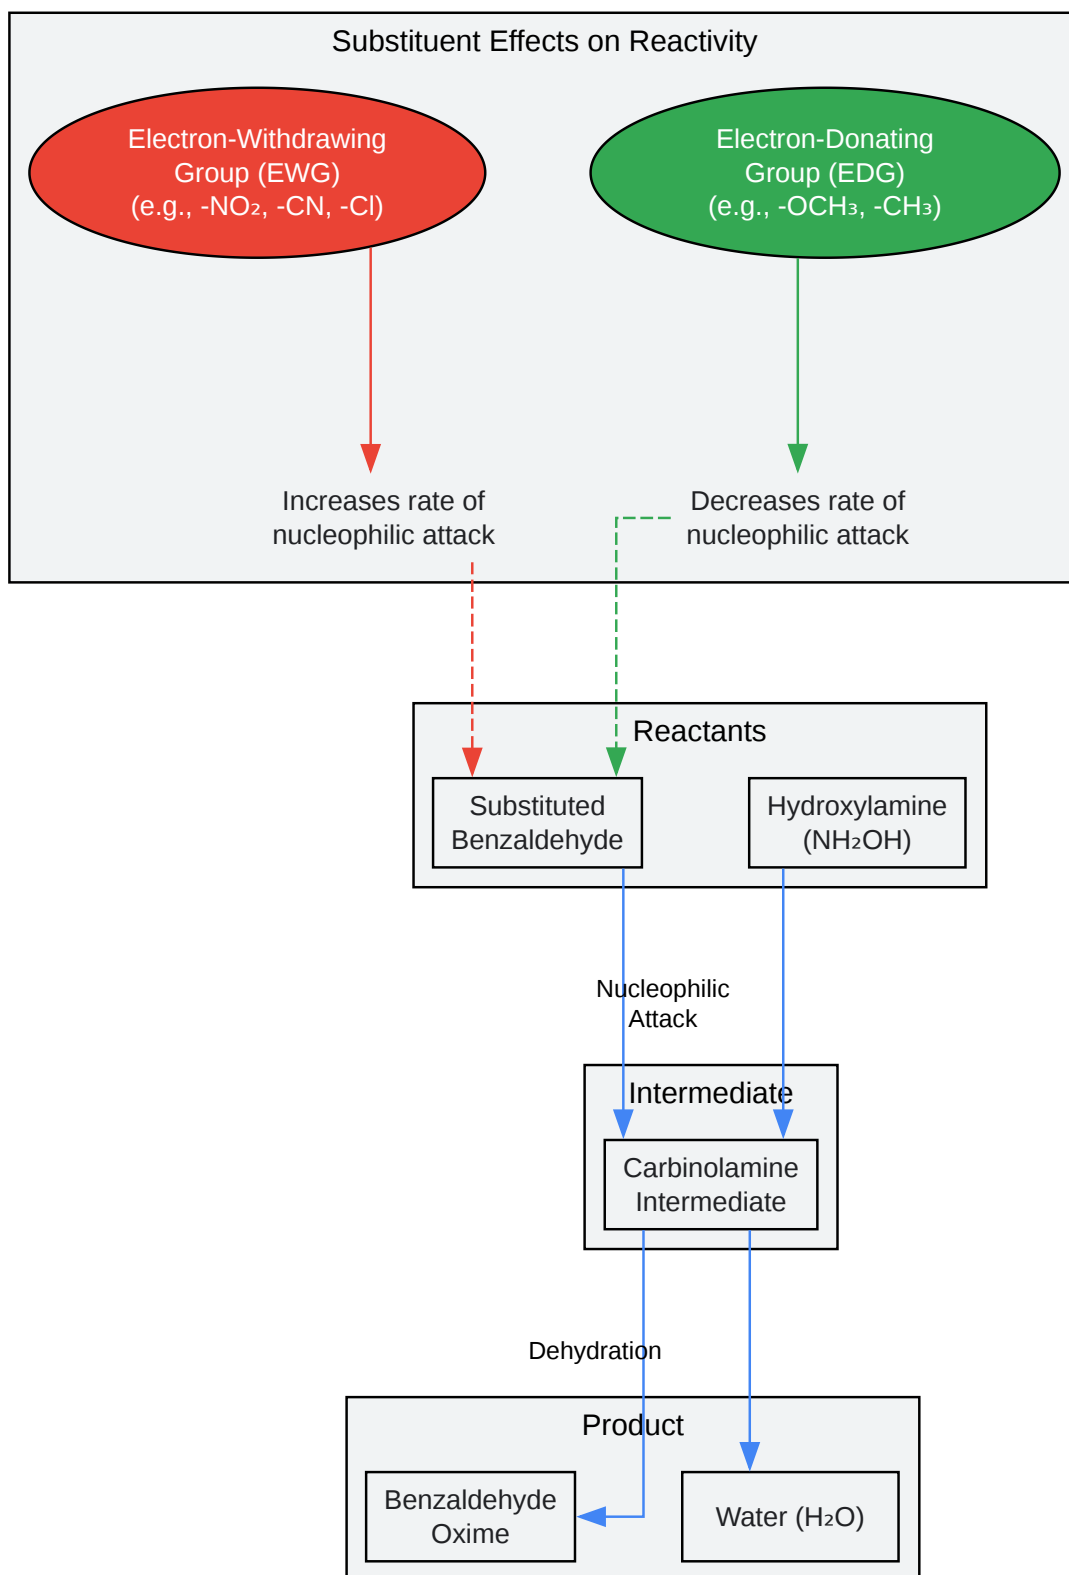 Substituent Effects on Reactivity
Electron-Withdrawing
Group (EWG)
(e.g., -NO₂, -CN, -Cl)
Electron-Donating
Group (EDG)
(e.g., -OCH₃, -CH₃)
Increases rate of
nucleophilic attack
Decreases rate of
nucleophilic attack
Reactants
Substituted
Benzaldehyde
Hydroxylamine
(NH₂OH)
Nucleophilic
Attack
Intermediate
Carbinolamine
Intermediate
Dehydration
Product
Benzaldehyde
Oxime
Water (H₂O)